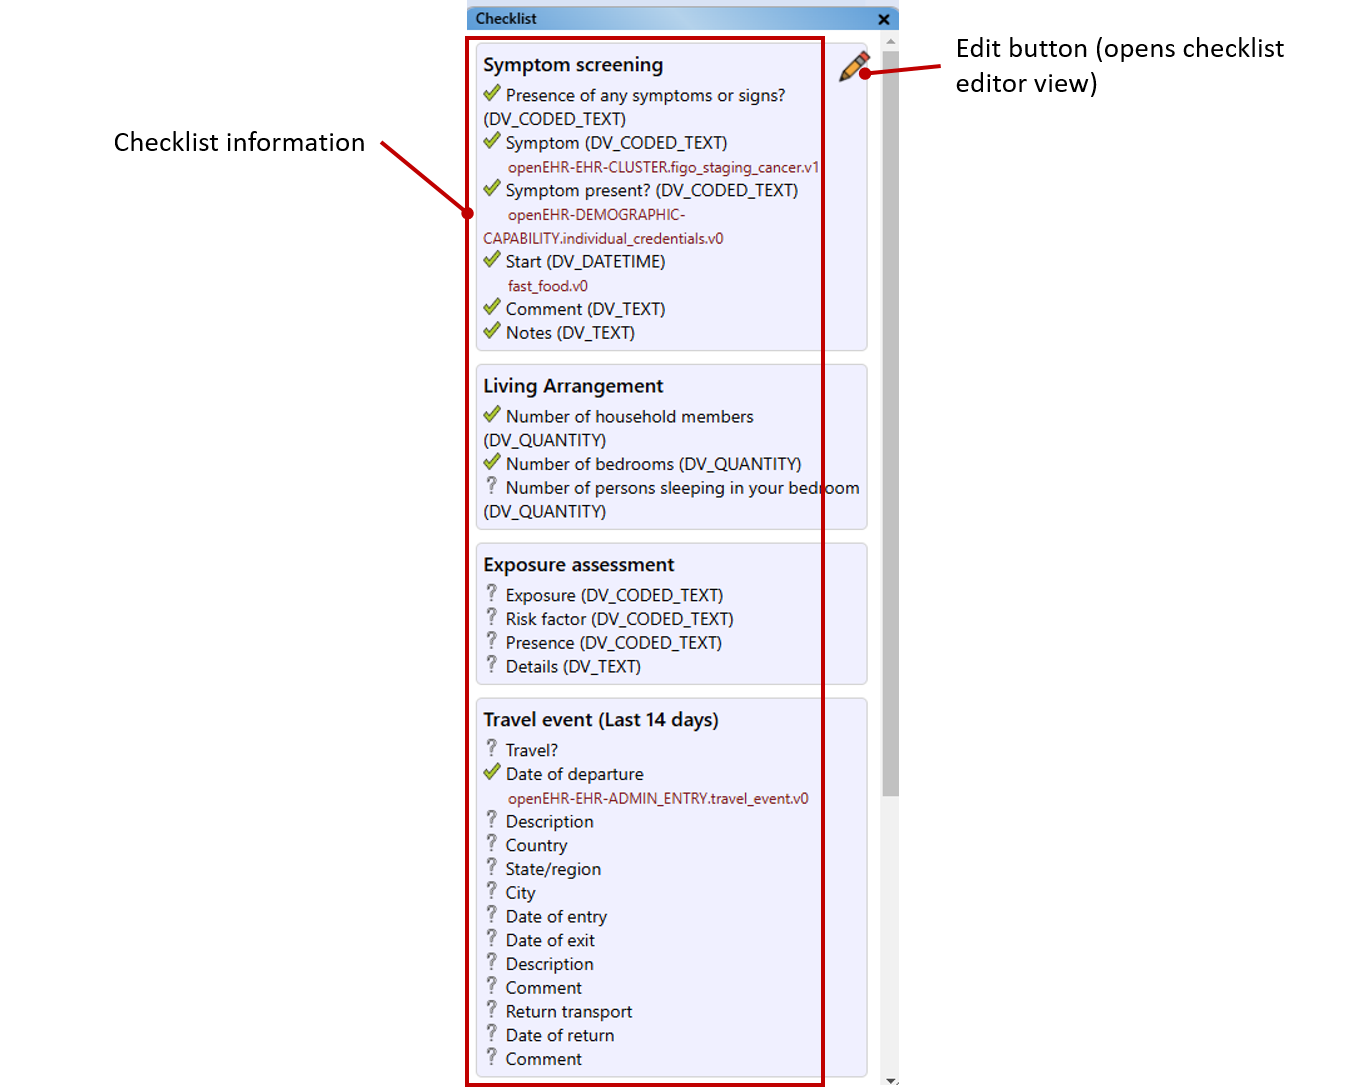 Checklist
Edit button (opens checklist
editor view)
Checklist information
Symptom screening
Presence of any symptoms or signs?
(DV_CODED_TEXT)
Symptom (DV_CODED_TEXT)
openEHR-EHR-CLUSTER.figo_staging_cancer.v1
Symptom present? (DV_CODED_TEXT)
openEHR-DEMOGRAPHIC-
CAPABILITY.individual_credentials.v0
Start (DV_DATETIME)
fast_food.v0
Comment (DV_TEXT)
Notes (DV_TEXT)
Living Arrangement
Number of household members
(DV_QUANTITY)
Number of bedrooms (DV_QUANTITY)
? Number of persons sleeping in your bedroom
(DV_QUANTITY)
Exposure assessment
? Exposure (DV_CODED_TEXT)
? Risk factor (DV_CODED_TEXT)
? Presence (DV_CODED_TEXT)
? Details (DV_TEXT)
Travel event (Last 14 days)
? Travel?
Date of departure
openEHR-EHR-ADMIN_ENTRY.travel_event.v0
? Description
? Country
? State/region
? City
? Date of entry
? Date of exit
? Description
? Comment
? Return transport
? Date of return
? Comment